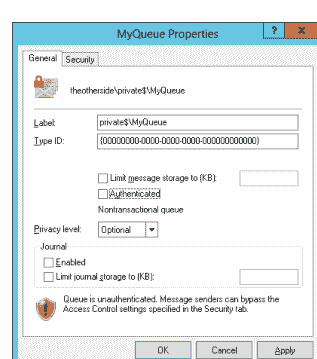 MyQueue Properties
? x
General Security
theotherside\private$\MyQueue
Label: private$\MyQueue
Type ID: {00000000-0000-0000-0000-000000000000}
Limit message storage to (KB):
Authenticated
Nontransactional queue
Privacy level: Optional
Journal
Enabled
Limit journal storage to (KB):
Queue is unauthenticated. Message senders can bypass the
Access Control settings specified in the Security tab.
OK Cancel Apply